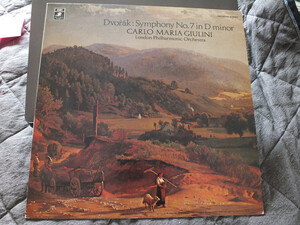 Dvořák: Symphony No.7 in D minor
CARLO MARIA GIULINI
London Philharmonic Orchestra